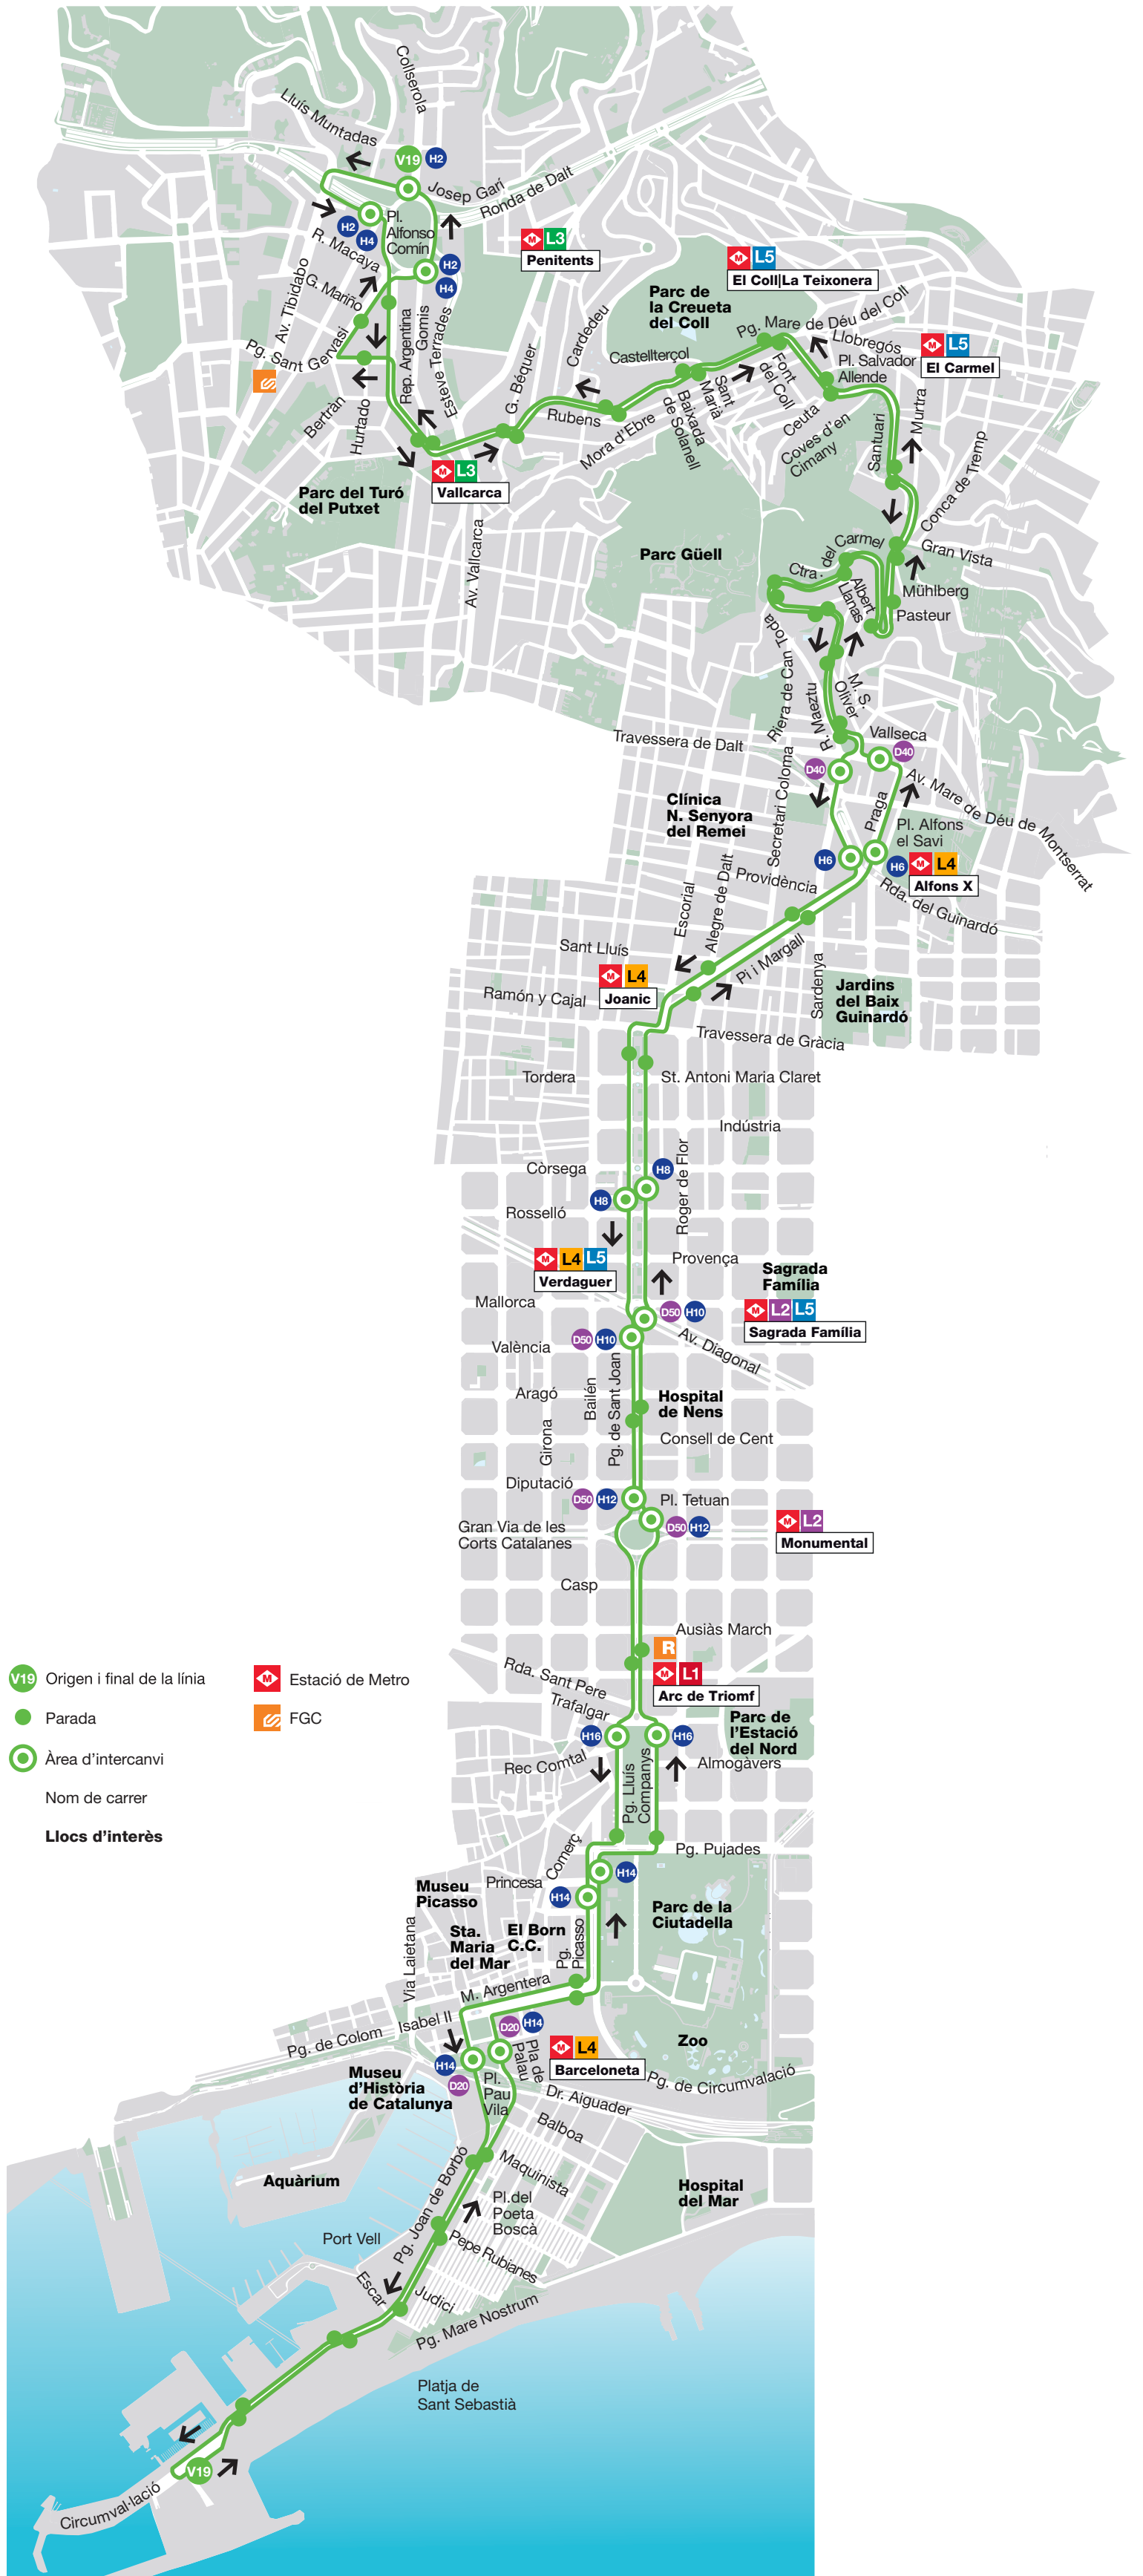 Collserola
Lluís Muntadas
V19
H2
Josep Garí
Ronda de Dalt
Pl.
Alfonso
Comín
H2
H4
R. Macaya
H2
H4
M L3
Penitents
G. Mariño
Av. Tibidabo
Pg. Sant Gervasi
Rep. Argentina
Gomis
Esteve Terrades
Bertràn
Hurtado
M L5
El Coll|La Teixonera
Parc de
la Creueta
del Coll
Pg. Mare de Déu del Coll
Llobregós
Pl. Salvador
Allende
M L5
El Carmel
Cardedeu
Castellterçol
G. Béquer
Rubens
Mora d'Ebre
Baixada
de Solanell
Sant
Marià
Font
del Coll
Ceuta
Coves d'en
Cimany
Santuari
Murtra
Conca de Tremp
M L3
Vallcarca
Parc del Turó
del Putxet
Av. Vallcarca
Parc Güell
Ctra. del Carmel
Gran Vista
Albert
Llanas
Mühlberg
Pasteur
Riera de Can Toda
R. Maeztu
M. S.
Oliver
Travessera de Dalt
Vallseca
D40
D40
Av. Mare de Déu de Montserrat
Clínica
N. Senyora
del Remei
Secretari Coloma
Praga
Pl. Alfons
el Savi
H6
H6
M L4
Alfons X
Rda. del Guinardó
Providència
Escorial
Alegre de Dalt
Sant Lluís
Pi i Margall
Sardenya
Jardins
del Baix
Guinardó
M L4
Joanic
Ramón y Cajal
Travessera de Gràcia
Tordera
St. Antoni Maria Claret
Indústria
Còrsega
H8
H8
Roger de Flor
Rosselló
M L4 L5
Verdaguer
Provença
Sagrada
Família
Mallorca
D50 H10
M L2 L5
Sagrada Família
D50 H10
València
Av. Diagonal
Aragó
Bailén
Pg. de Sant Joan
Girona
Hospital
de Nens
Consell de Cent
Diputació
D50 H12
Pl. Tetuan
D50 H12
Gran Via de les
Corts Catalanes
M L2
Monumental
Casp
Ausiàs March
R
M L1
Arc de Triomf
Rda. Sant Pere
Trafalgar
V19 Origen i final de la línia
M Estació de Metro
Parada
FGC
Àrea d'intercanvi
Nom de carrer
Llocs d'interès
H16
H16
Parc de
l'Estació
del Nord
Rec Comtal
Almogàvers
Pg. Lluís
Companys
Comerç
Pg. Pujades
Princesa
H14
H14
Museu
Picasso
Parc de la
Ciutadella
Sta.
Maria
del Mar
El Born
C.C.
Pg.
Picasso
Via Laietana
M. Argentera
Pg. de Colom
Isabel II
D20 H14
Pla de
Palau
H14
D20
Pl.
Pau
Vila
M L4
Barceloneta
Zoo
Pg. de Circumval·lació
Museu
d'Història
de Catalunya
Dr. Aiguader
Balboa
Maquinista
Aquàrium
Hospital
del Mar
Pg. Joan de Borbó
Pl.del
Poeta
Boscà
Port Vell
Pepe Rubianes
Escar
Judici
Pg. Mare Nostrum
Platja de
Sant Sebastià
V19
Circumval·lació